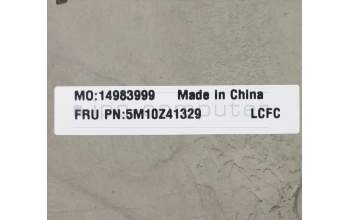 MO:14983999 Made in China
FRU PN:5M10Z41329 LCFC